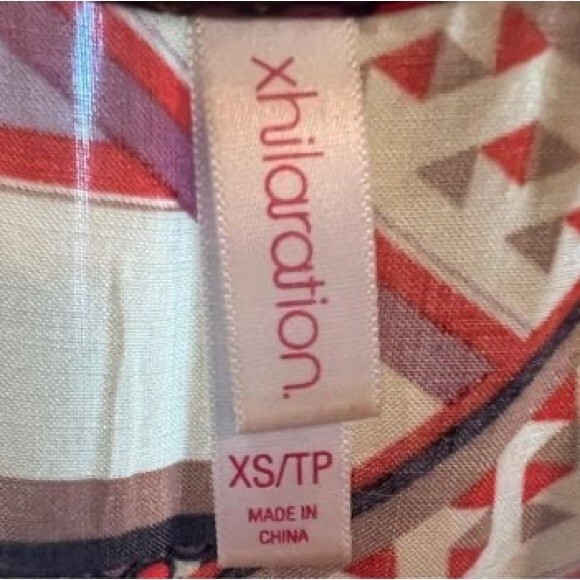 xhilaration.
XS/TP
MADE IN
CHINA